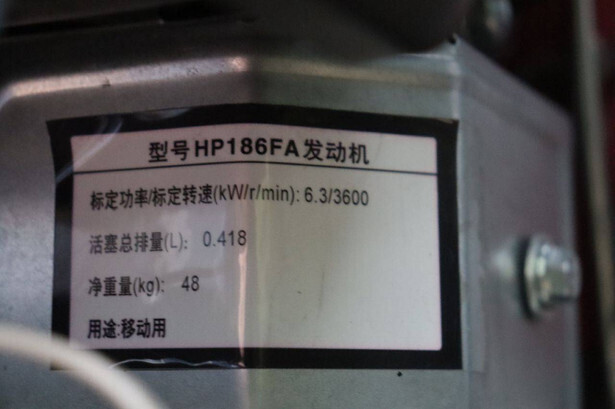 型号HP186FA发动机
标定功率/标定转速(kW/r/min): 6.3/3600
活塞总排量(L): 0.418
净重量(kg): 48
用途:移动用